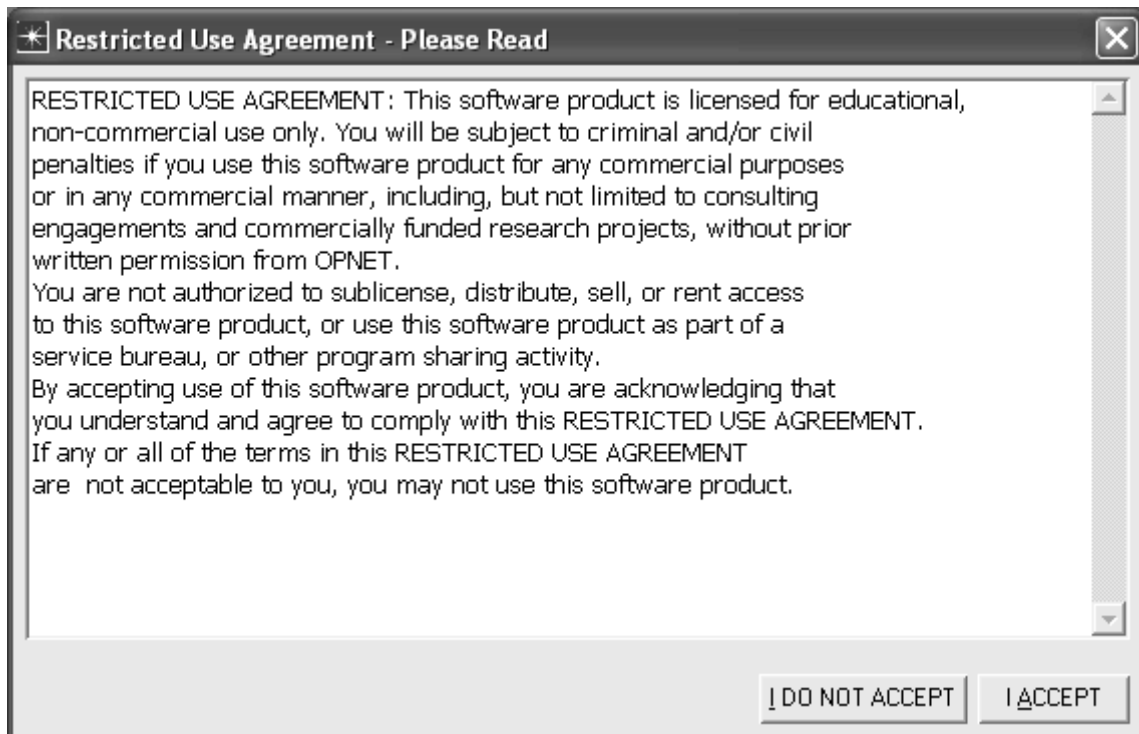 Restricted Use Agreement - Please Read
RESTRICTED USE AGREEMENT: This software product is licensed for educational,
non-commercial use only. You will be subject to criminal and/or civil
penalties if you use this software product for any commercial purposes
or in any commercial manner, including, but not limited to consulting
engagements and commercially funded research projects, without prior
written permission from OPNET.
You are not authorized to sublicense, distribute, sell, or rent access
to this software product, or use this software product as part of a
service bureau, or other program sharing activity.
By accepting use of this software product, you are acknowledging that
you understand and agree to comply with this RESTRICTED USE AGREEMENT.
If any or all of the terms in this RESTRICTED USE AGREEMENT
are  not acceptable to you, you may not use this software product.
I DO NOT ACCEPT I ACCEPT